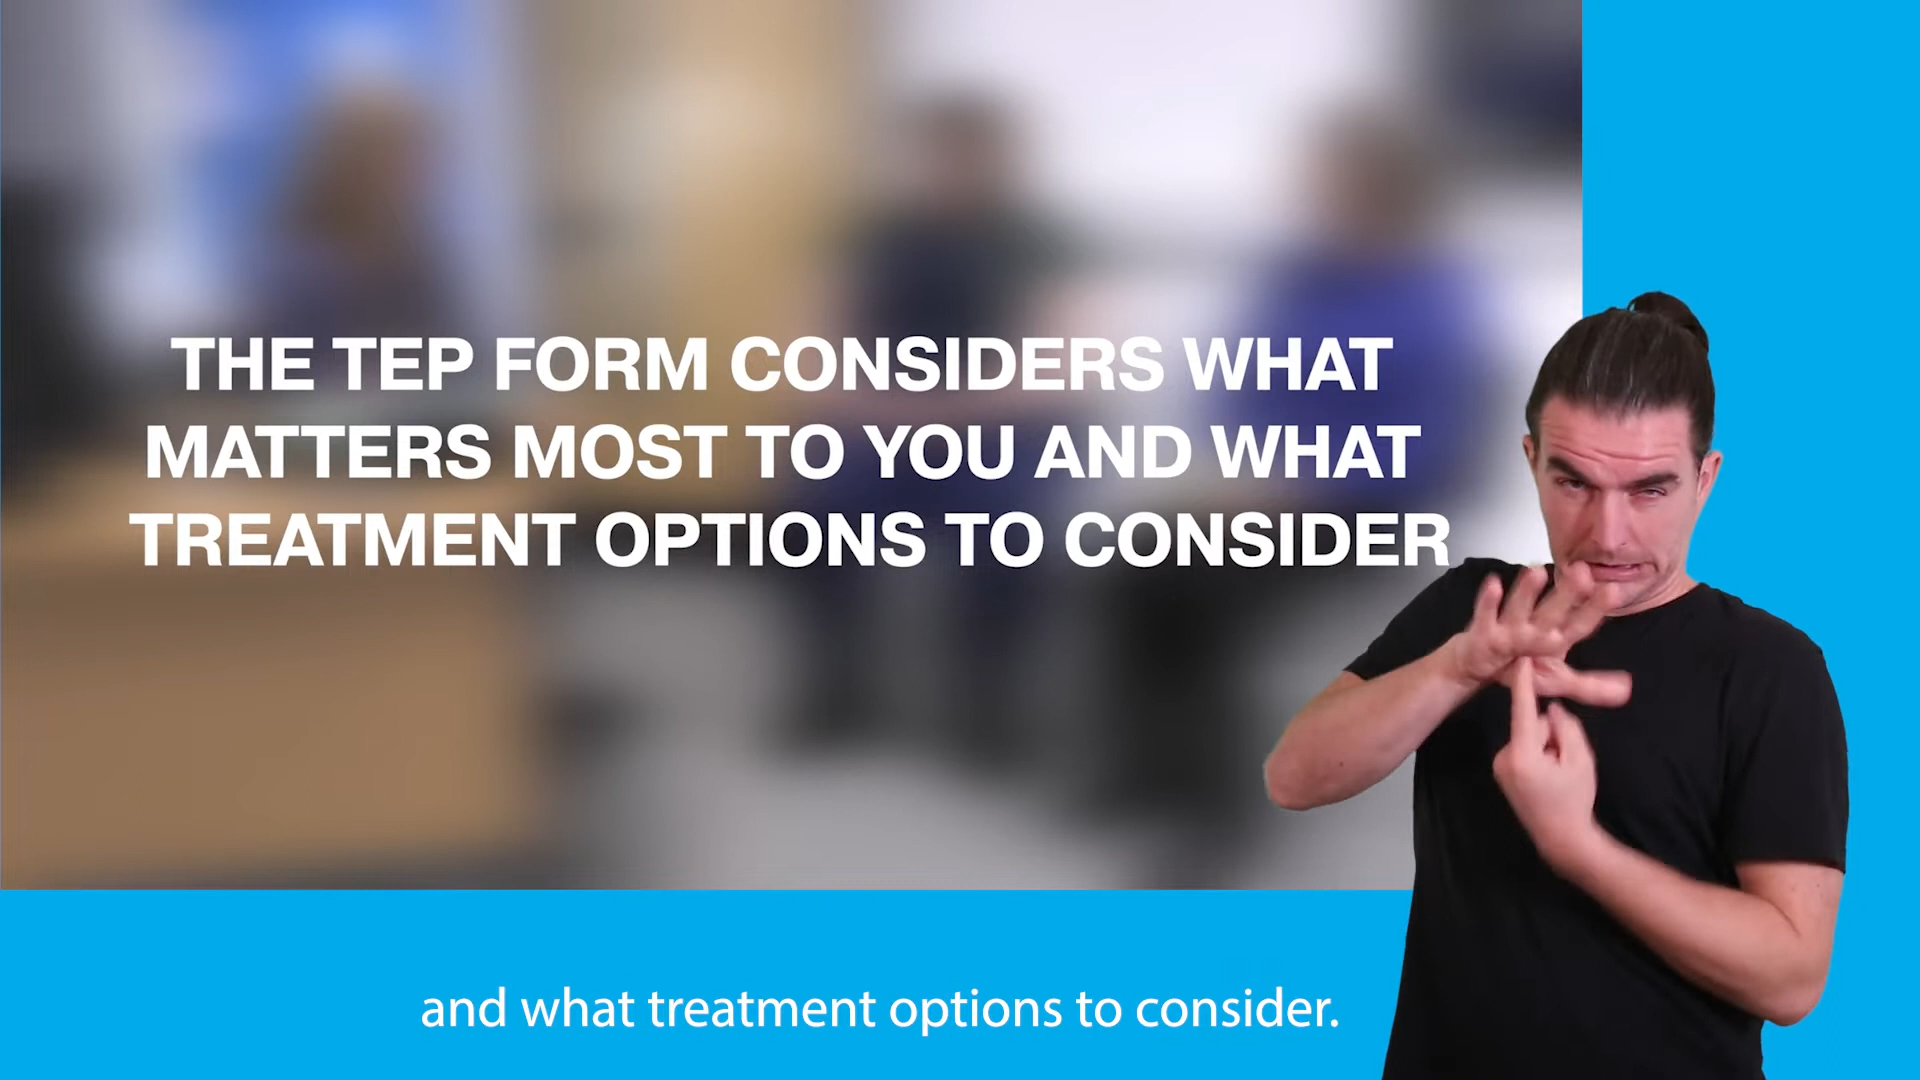 THE TEP FORM CONSIDERS WHAT
MATTERS MOST TO YOU AND WHAT
TREATMENT OPTIONS TO CONSIDER
and what treatment options to consider.